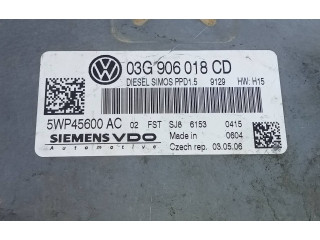 03G 906 018 CD
DIESEL SIMOS PPD1.5 9129 HW: H15
5WP45600 AC 02 FST SJ8 6153 0415
SIEMENS VDO Made in 0604
Automotive Czech rep. 03.05.06